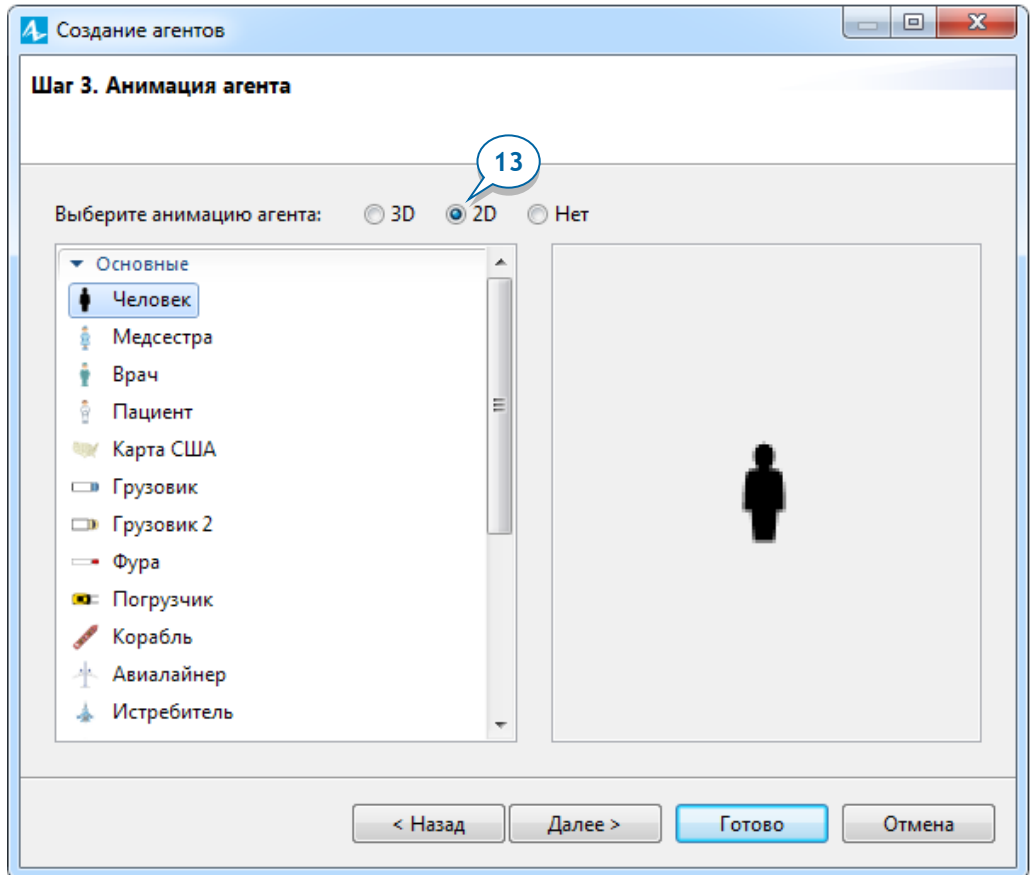 Создание агентов
Шаг 3. Анимация агента
13
Выберите анимацию агента: 3D 2D Нет
Основные
Человек
Медсестра
Врач
Пациент
Карта США
Грузовик
Грузовик 2
Фура
Погрузчик
Корабль
Авиалайнер
Истребитель
< Назад Далее > Готово Отмена